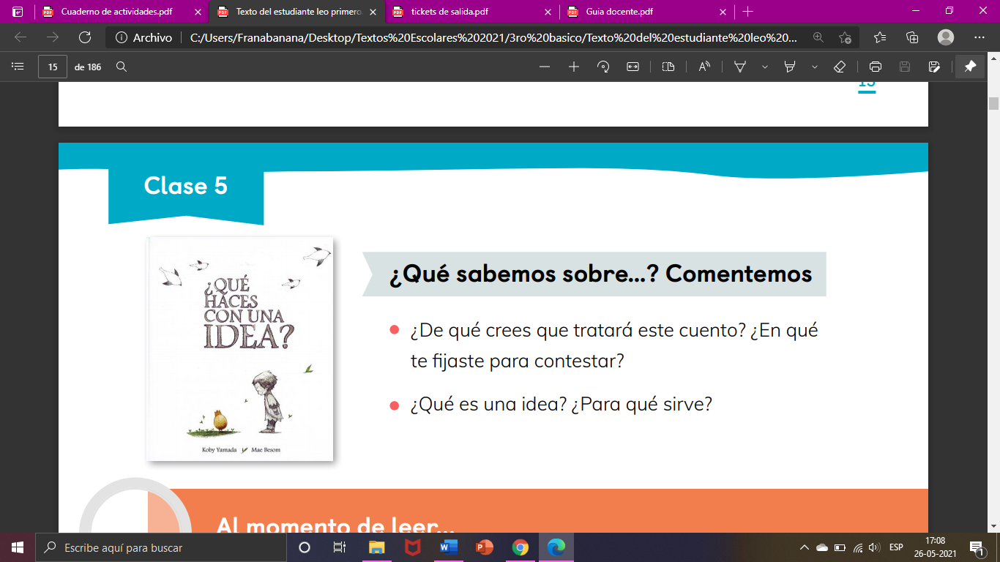 Cuaderno de actividades.pdf
Texto del estudiante leo primero.
tickets de salida.pdf
Guia docente.pdf
Archivo
C:/Users/Franabanana/Desktop/Textos%20Escolares%202021/3ro%20basico/Texto%20del%20estudiante%20leo%20...
15
de 186
15
Clase 5
¿QUÉ
HACES
CON UNA
IDEA?
Koby Yamada
Mae Besom
¿Qué sabemos sobre...? Comentemos
¿De qué crees que tratará este cuento? ¿En qué
te fijaste para contestar?
¿Qué es una idea? ¿Para qué sirve?
Al momento de leer...
Escribe aquí para buscar
ESP
17:08
26-05-2021
1